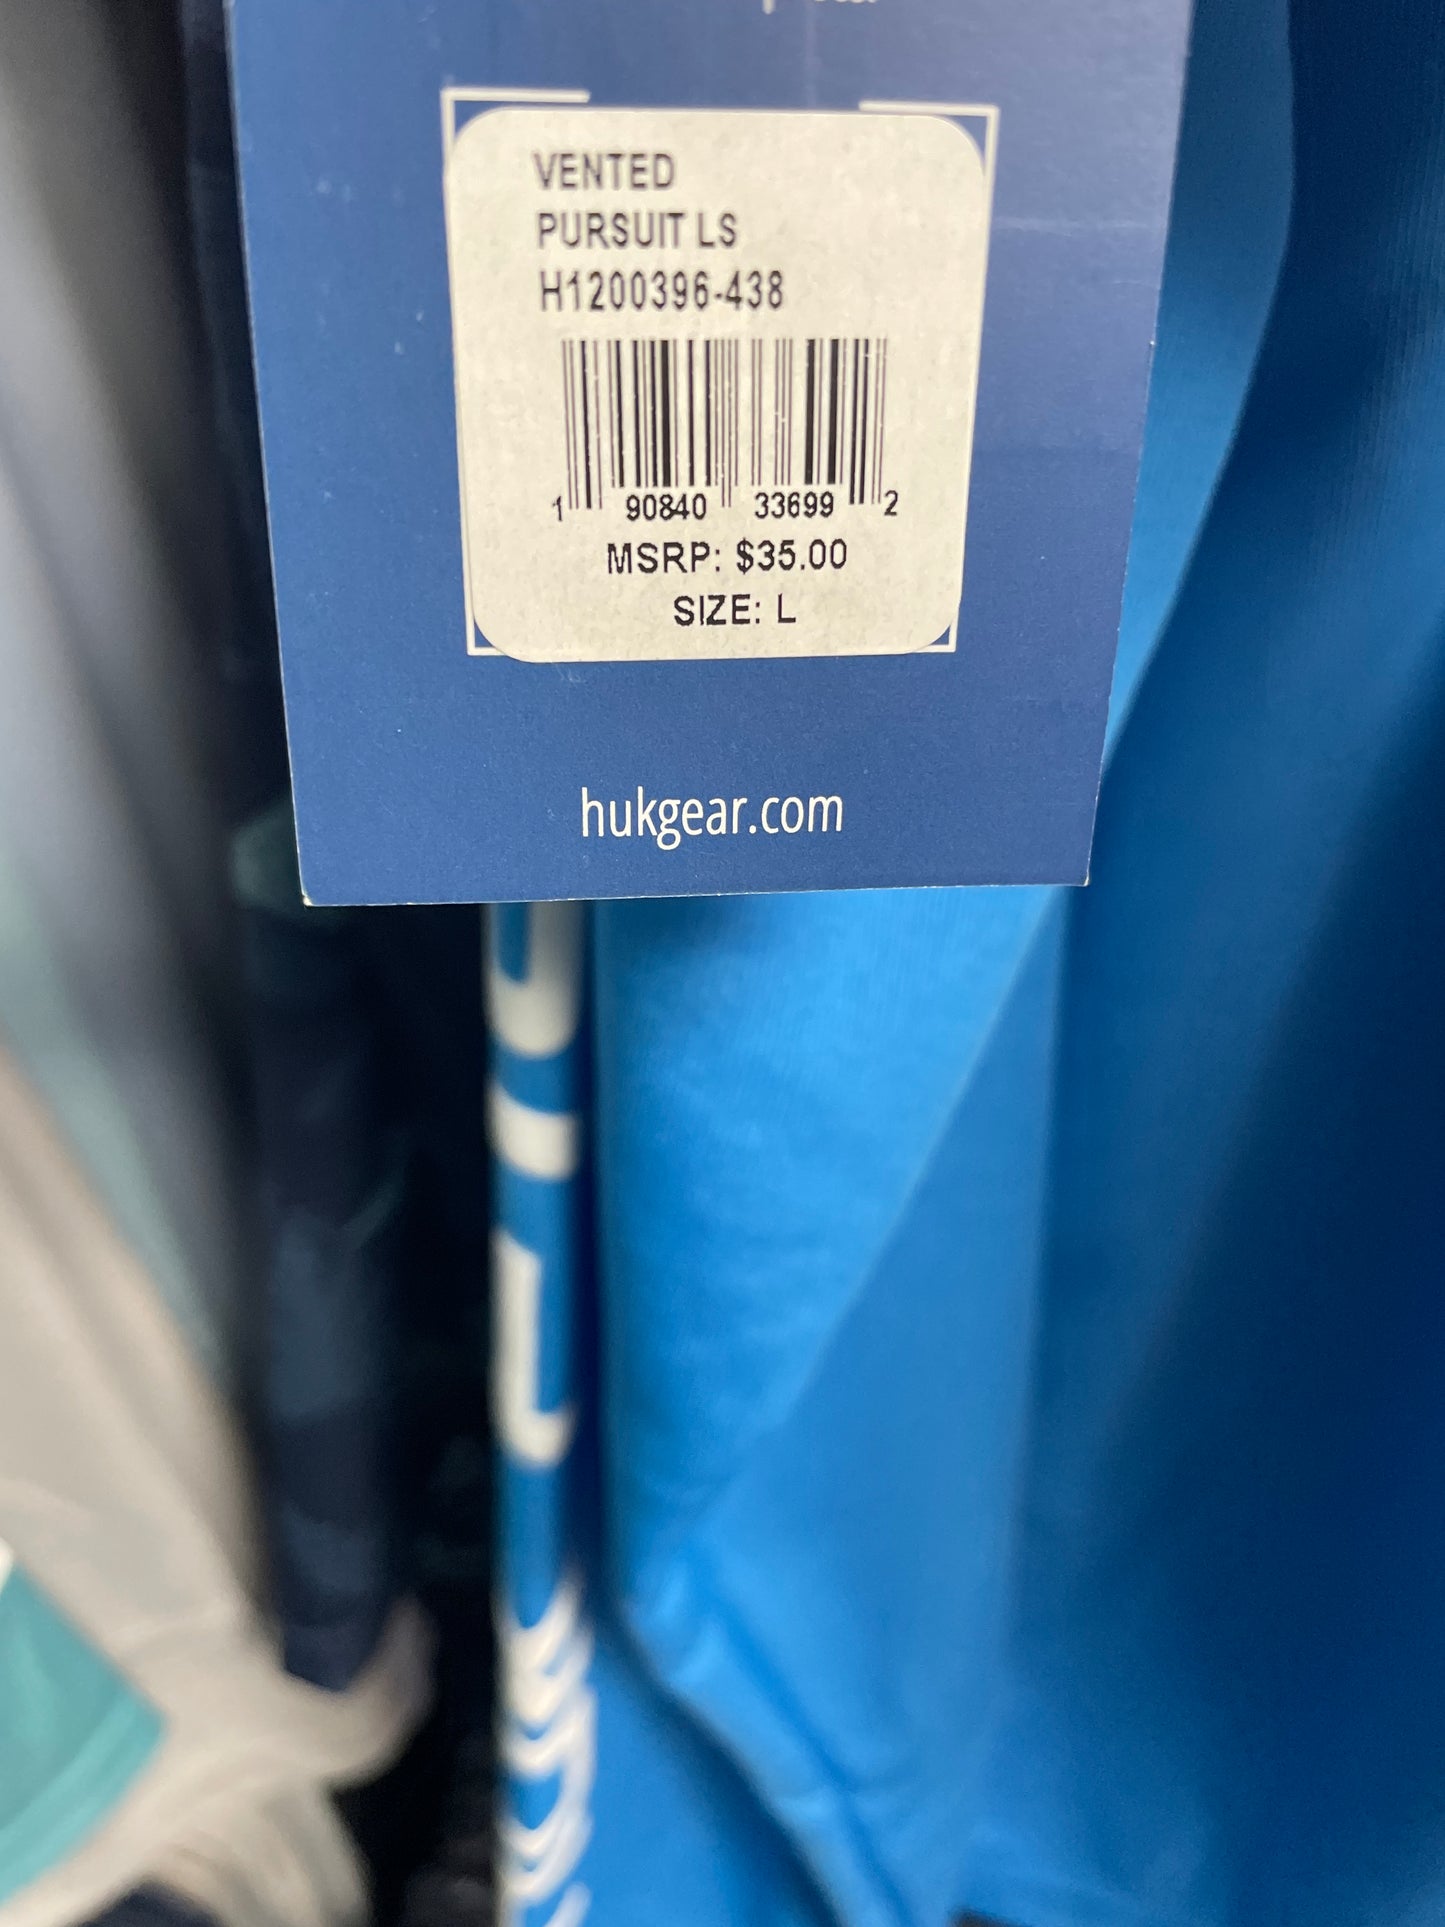 VENTED
PURSUIT LS
H1200396-438
1 90840 33699 2
MSRP: $35.00
SIZE: L
hukgear.com